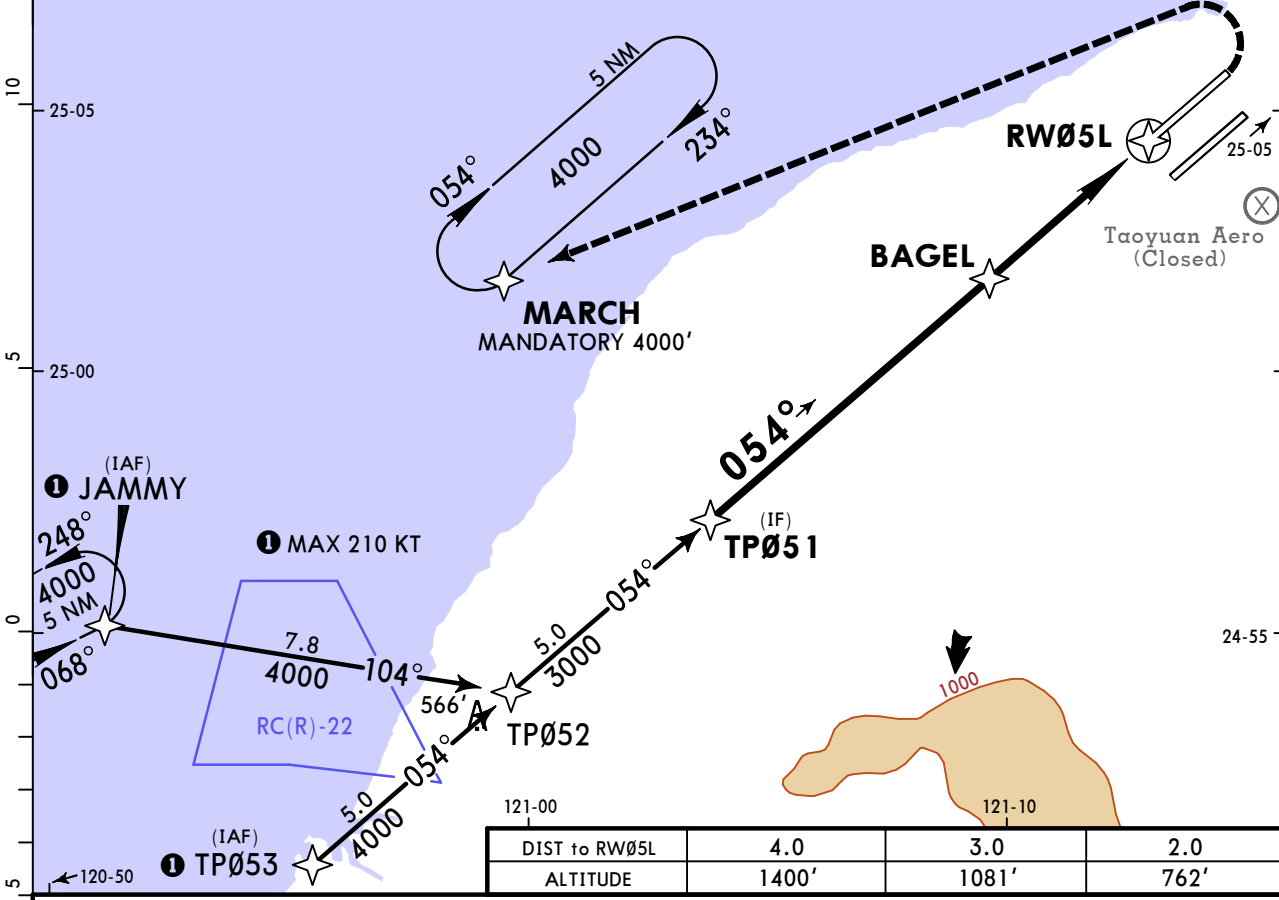 10
25-05
5 NM
4000
054°
234°
RWØ5L
25-05
Taoyuan Aero
(Closed)
BAGEL
MARCH
MANDATORY 4000'
5
25-00
054°
(IAF)
1 JAMMY
248°
4000
5 NM
068°
1 MAX 210 KT
(IF)
TPØ51
054°
5.0
3000
0
7.8
4000
104°
24-55
1000
566'
TPØ52
RC(R)-22
054°
5.0
4000
(IAF)
1 TPØ53
121-00
121-10
5
120-50
DIST to RWØ5L 4.0 3.0 2.0
ALTITUDE 1400' 1081' 762'